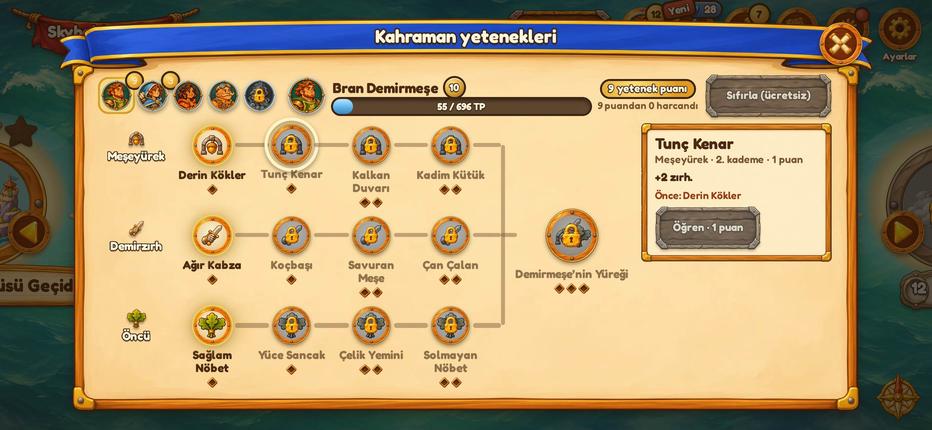 Kahraman yetenekleri
12
Yeni
28
7
Ayarlar
Bran Demirmeşe 10
55 / 696 TP
9 yetenek puanı
9 puandan 0 harcandı
Sıfırla (ücretsiz)
Meşeyürek
Derin Kökler
Tunç Kenar
Kalkan
Duvarı
Kadim Kütük
Demirzırh
Ağır Kabza
Koçbaşı
Savuran
Meşe
Çan Çalan
Demirmeşe'nin Yüreği
Öncü
Sağlam
Nöbet
Yüce Sancak
Çelik Yemini
Solmayan
Nöbet
Tunç Kenar
Meşeyürek · 2. kademe · 1 puan
+2 zırh.
Önce: Derin Kökler
Öğren · 1 puan
12